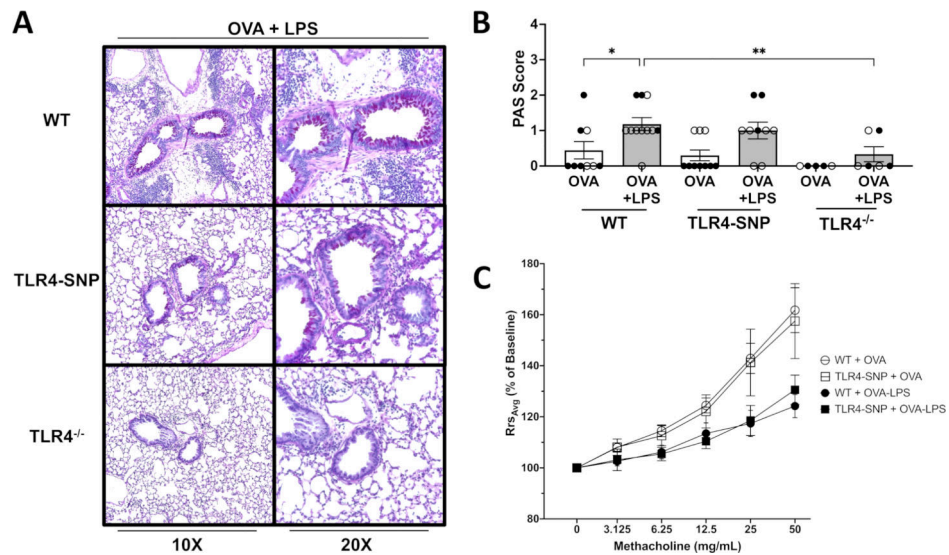 A
OVA + LPS
WT
TLR4-SNP
TLR4-/-
10X
20X
B
PAS Score
4
3
2
1
0
*
**
OVA
OVA +LPS
OVA
OVA +LPS
OVA
OVA +LPS
WT
TLR4-SNP
TLR4-/-
C
RrsAvg (% of Baseline)
180
160
140
120
100
80
0 3.125 6.25 12.5 25 50
Methacholine (mg/mL)
WT + OVA
TLR4-SNP + OVA
WT + OVA-LPS
TLR4-SNP + OVA-LPS